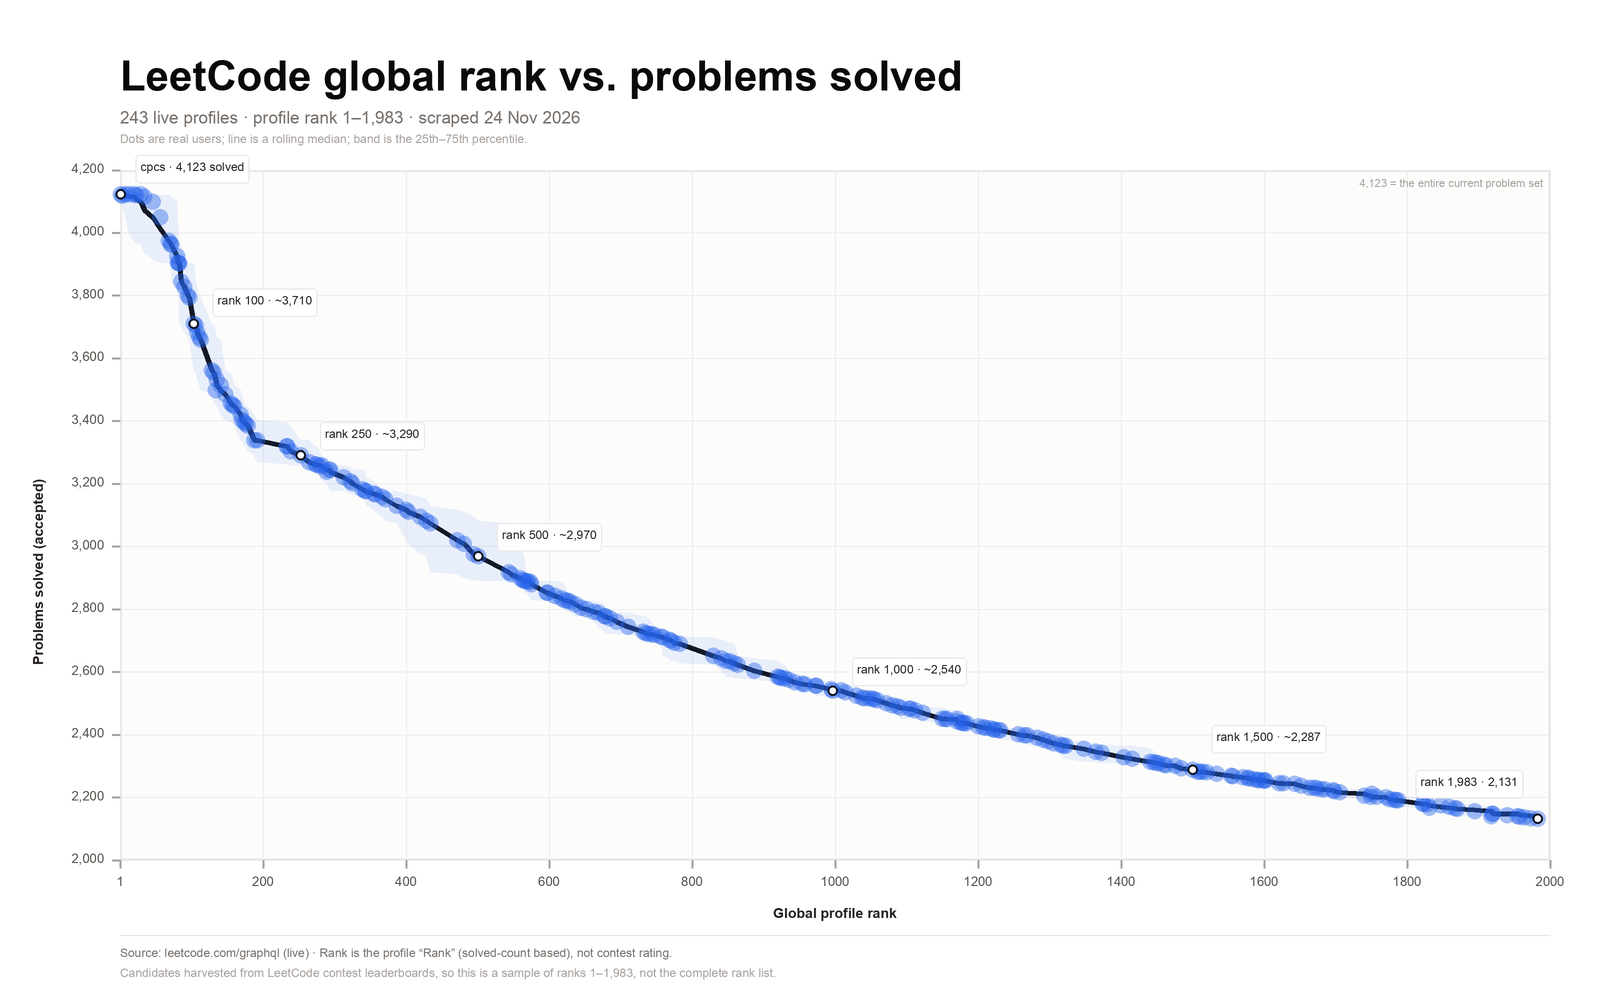 LeetCode global rank vs. problems solved
243 live profiles · profile rank 1–1,983 · scraped 24 Nov 2026
Dots are real users; line is a rolling median; band is the 25th–75th percentile.
4,200
cpcs · 4,123 solved
4,123 = the entire current problem set
4,000
3,800
rank 100 · ~3,710
3,600
3,400
rank 250 · ~3,290
3,200
3,000
rank 500 · ~2,970
2,800
2,600
rank 1,000 · ~2,540
2,400
rank 1,500 · ~2,287
2,200
rank 1,983 · 2,131
2,000
Problems solved (accepted)
1 200 400 600 800 1000 1200 1400 1600 1800 2000
Global profile rank
Source: leetcode.com/graphql (live) · Rank is the profile “Rank” (solved-count based), not contest rating.
Candidates harvested from LeetCode contest leaderboards, so this is a sample of ranks 1–1,983, not the complete rank list.